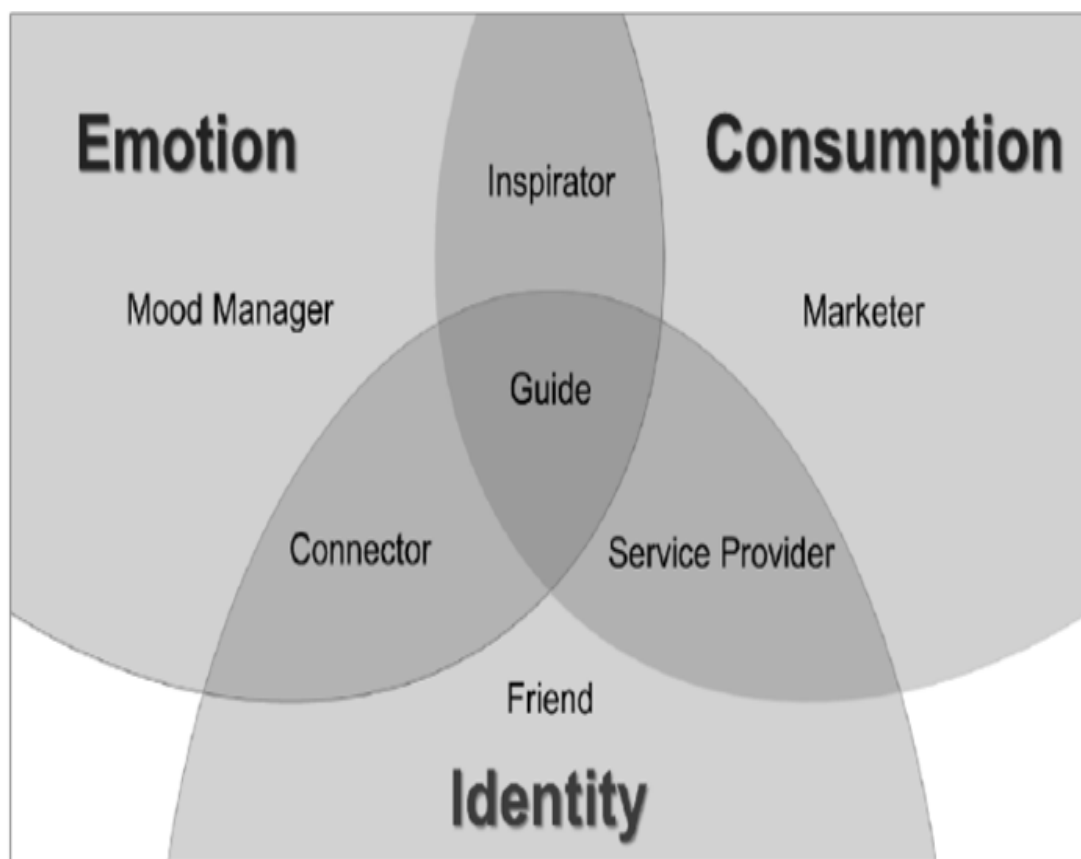 Emotion
Consumption
Inspirator
Mood Manager
Marketer
Guide
Connector
Service Provider
Friend
Identity